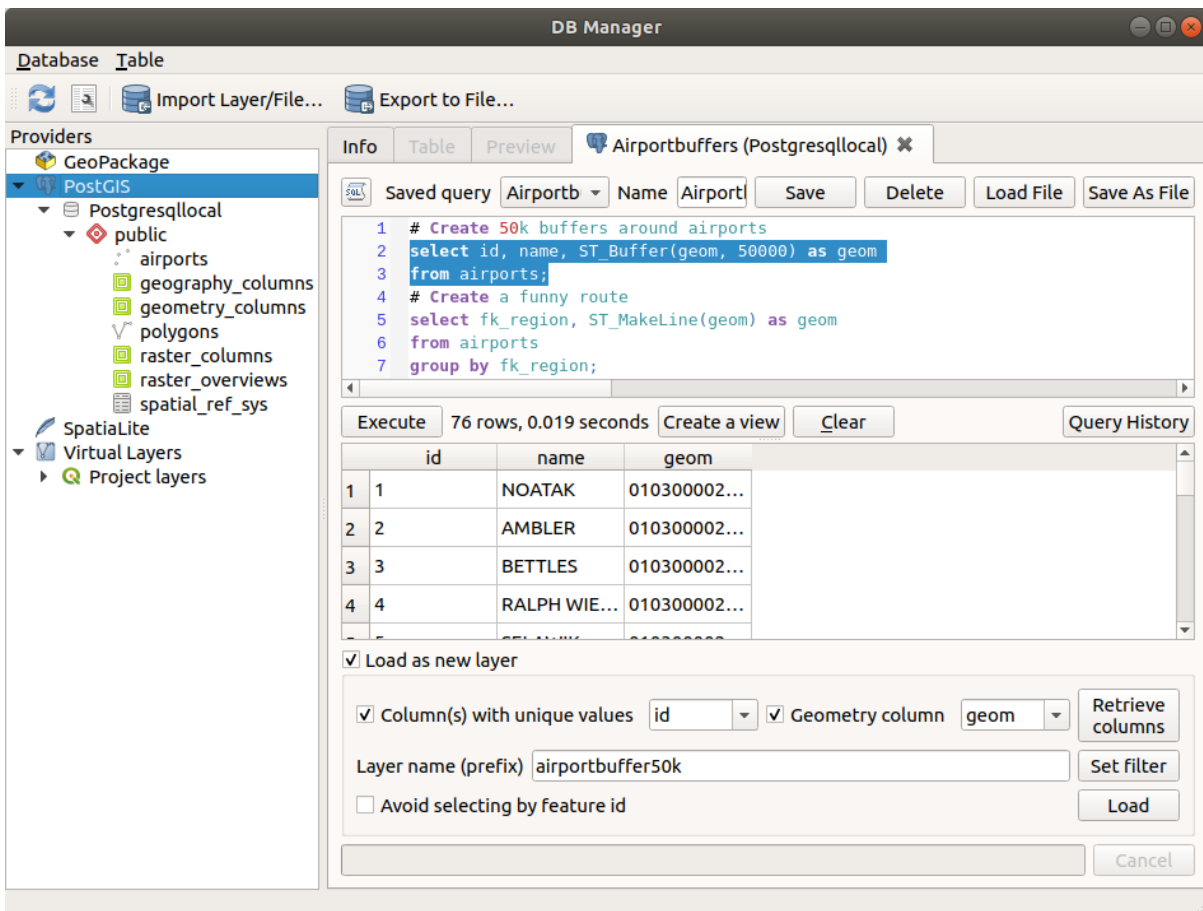 DB Manager
Database Table
Import Layer/File... Export to File...
Providers
GeoPackage
PostGIS
Postgresqllocal
public
airports
geography_columns
geometry_columns
polygons
raster_columns
raster_overviews
spatial_ref_sys
SpatiaLite
Virtual Layers
Project layers
Info Table Preview Airportbuffers (Postgresqllocal)
SQL Saved query Airportb Name Airport Save Delete Load File Save As File
1 # Create 50k buffers around airports
2 select id, name, ST_Buffer(geom, 50000) as geom
3 from airports;
4 # Create a funny route
5 select fk_region, ST_MakeLine(geom) as geom
6 from airports
7 group by fk_region;
Execute 76 rows, 0.019 seconds Create a view Clear Query History
id name geom
1 1 NOATAK 010300002...
2 2 AMBLER 010300002...
3 3 BETTLES 010300002...
4 4 RALPH WIE... 010300002...
Load as new layer
Column(s) with unique values id Geometry column geom Retrieve columns
Layer name (prefix) airportbuffer50k Set filter
Avoid selecting by feature id Load
Cancel